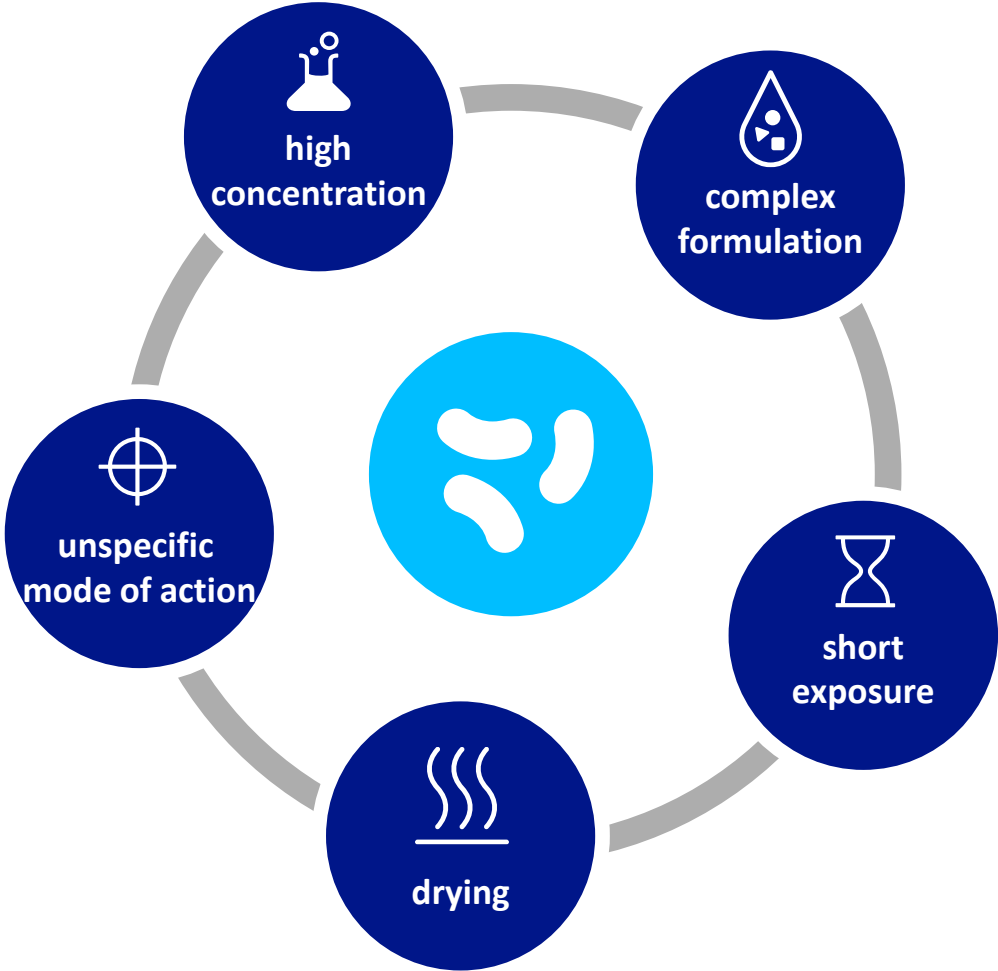 high
concentration
complex
formulation
unspecific
mode of action
short
exposure
drying